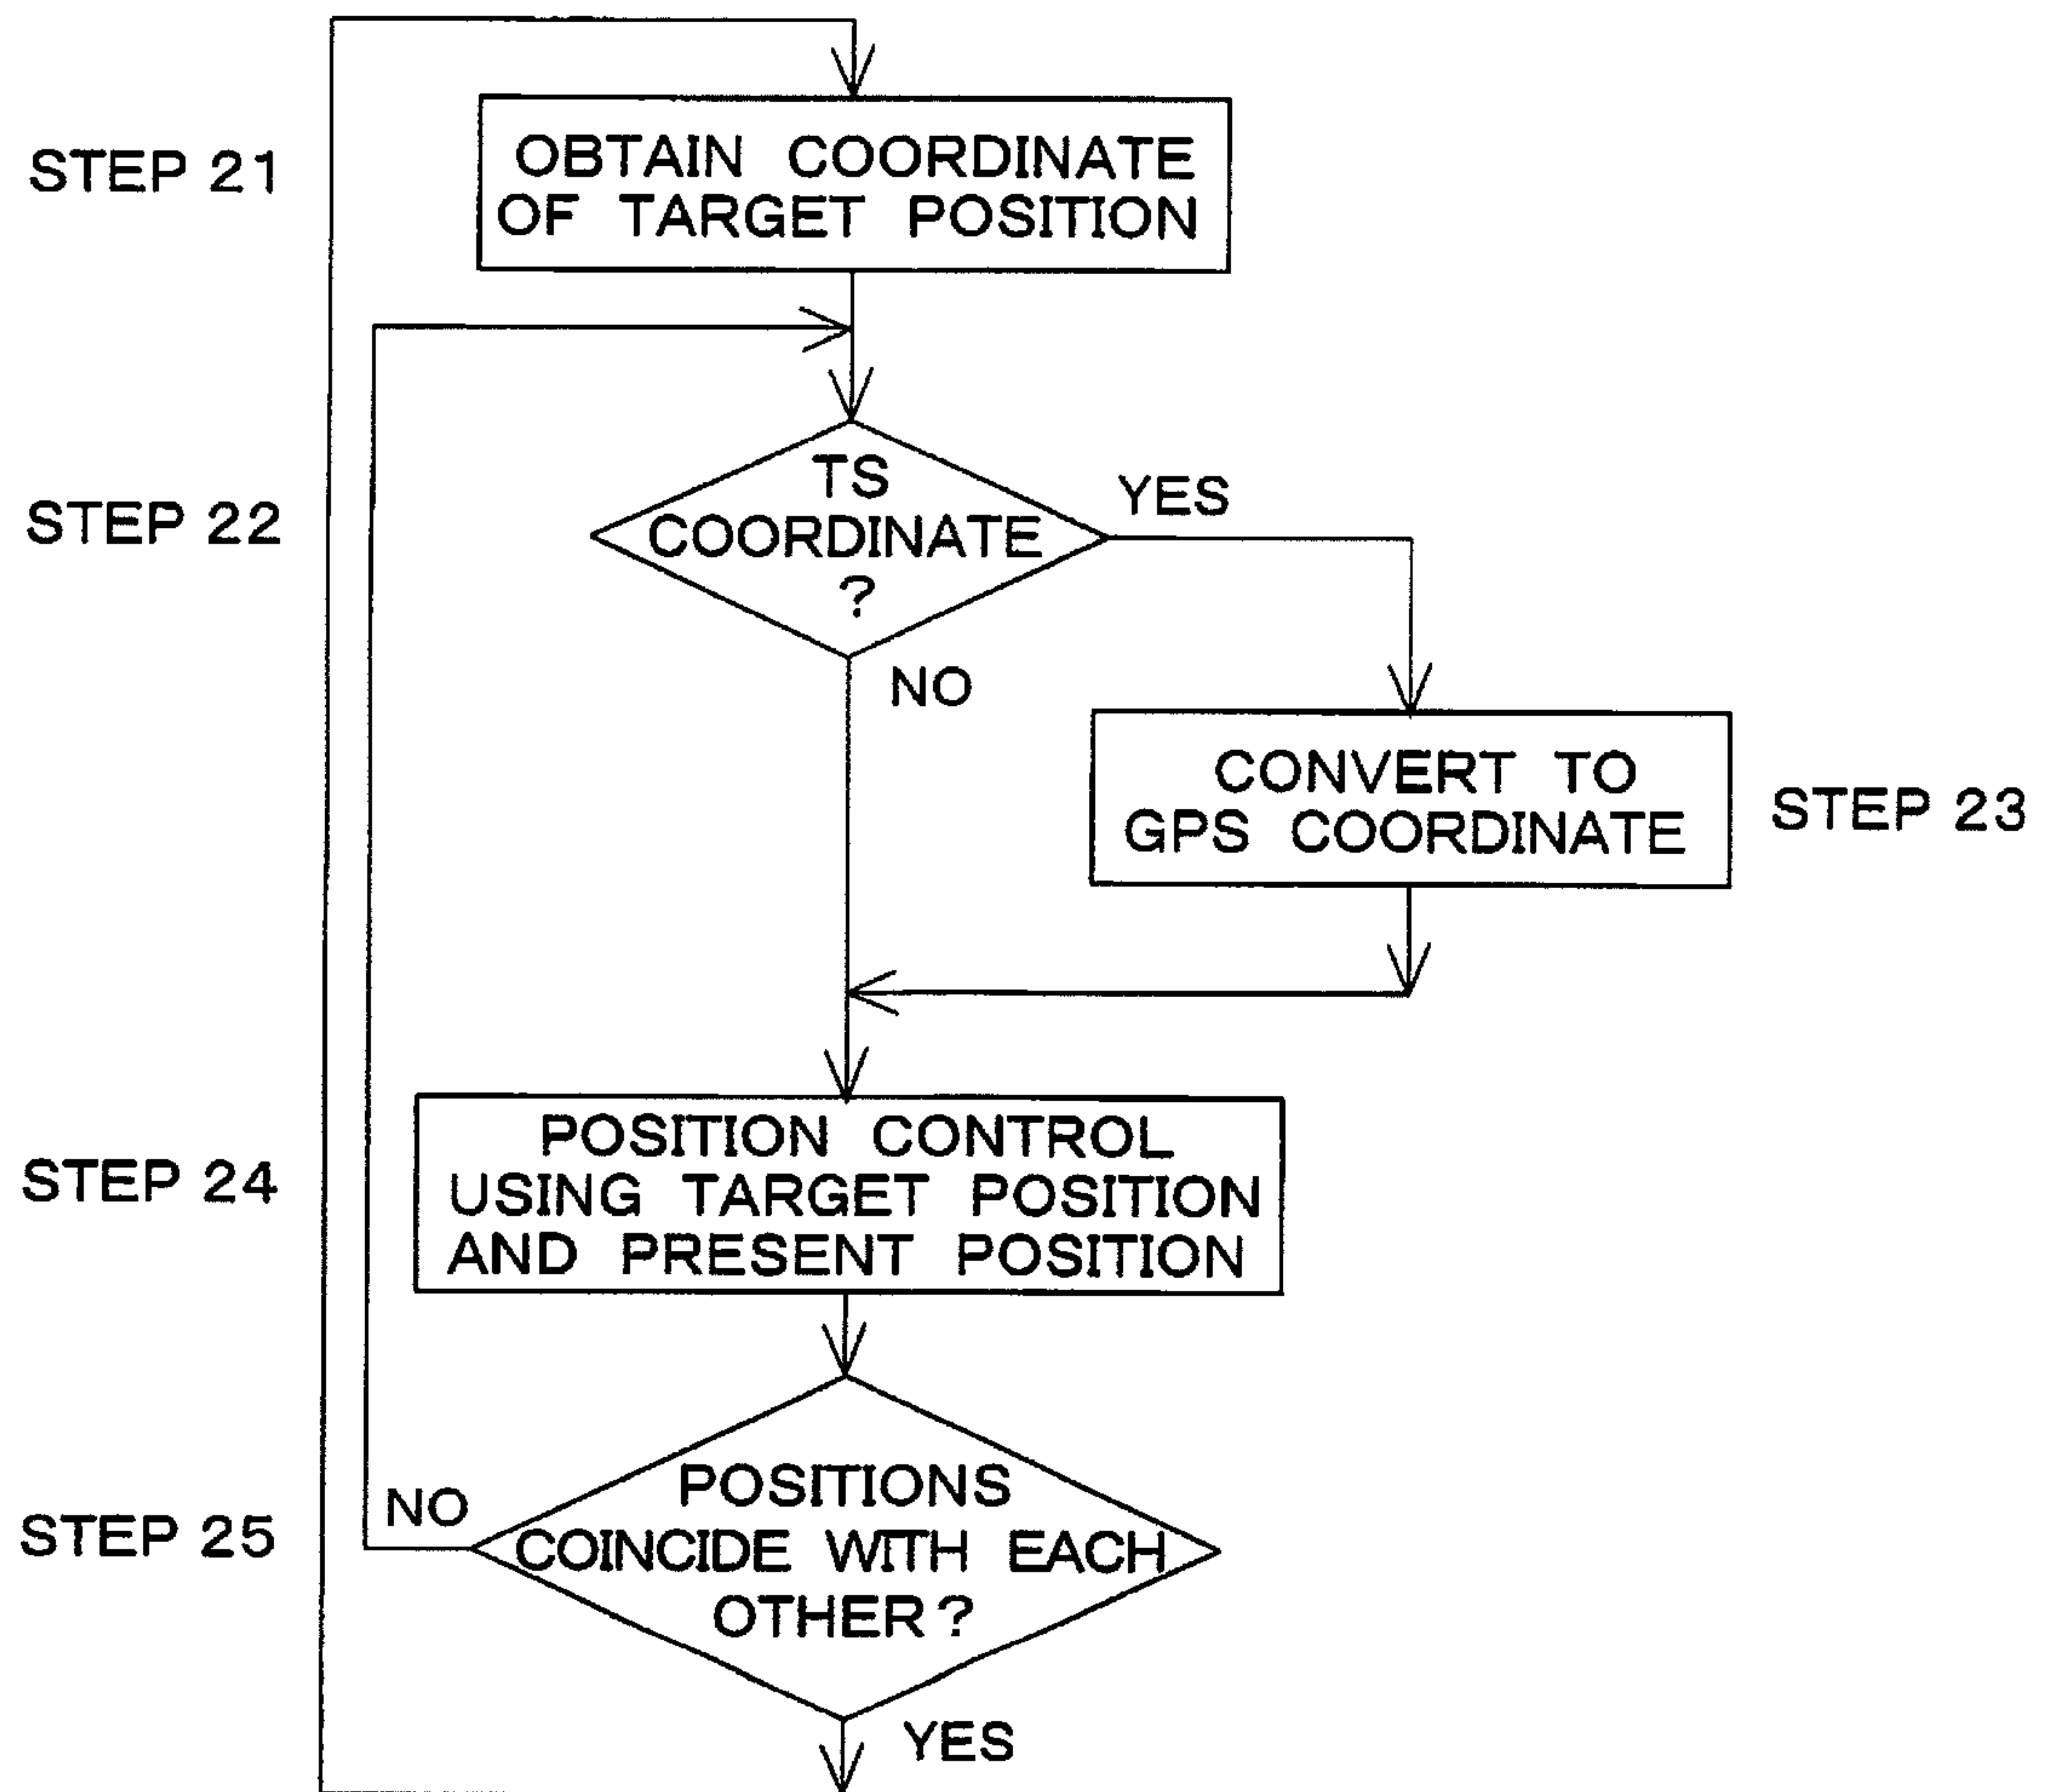 STEP 21
OBTAIN COORDINATE
OF TARGET POSITION
STEP 22
TS
COORDINATE
?
YES
NO
CONVERT TO
GPS COORDINATE
STEP 23
STEP 24
POSITION CONTROL
USING TARGET POSITION
AND PRESENT POSITION
STEP 25
NO
POSITIONS
COINCIDE WITH EACH
OTHER ?
YES